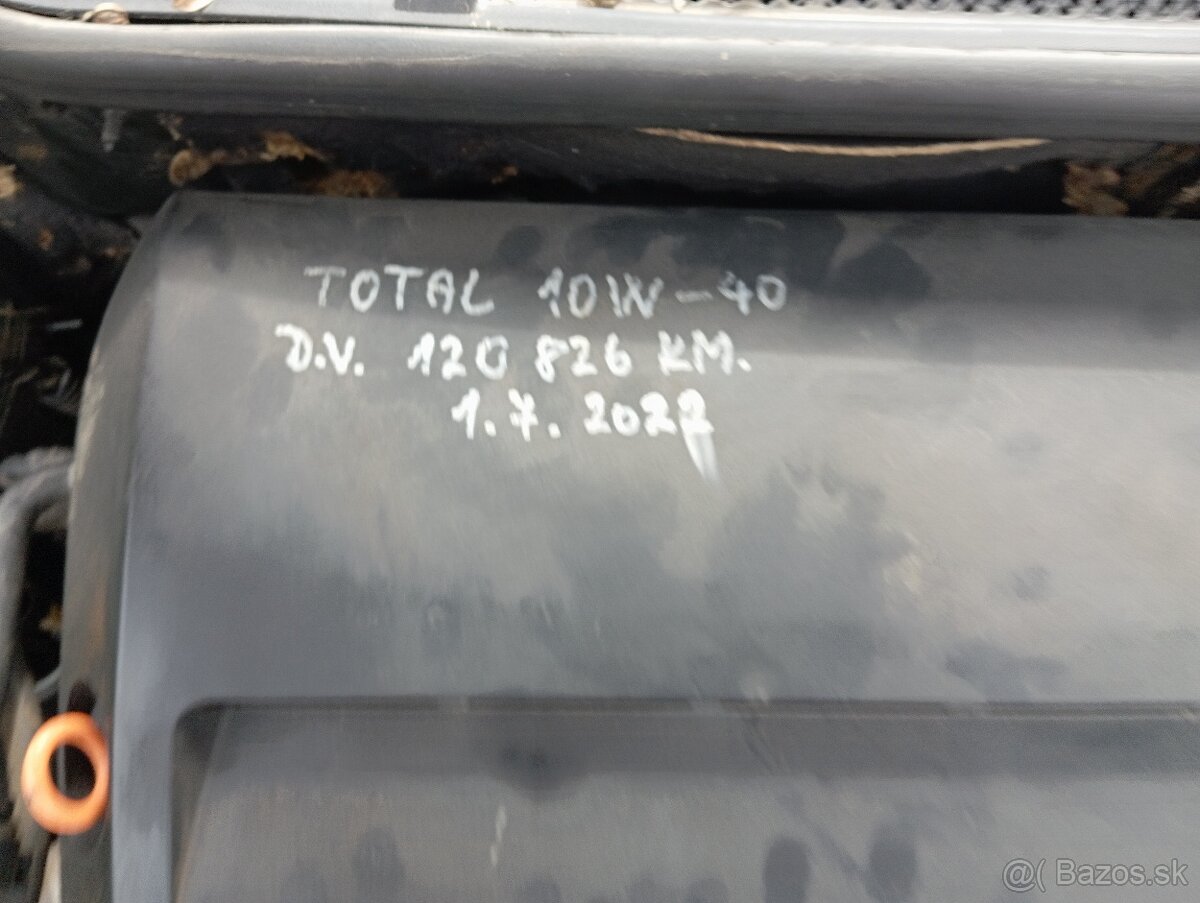 TOTAL 10W-40
D.V. 120 826 KM.
1.7.2022
@( Bazos.sk